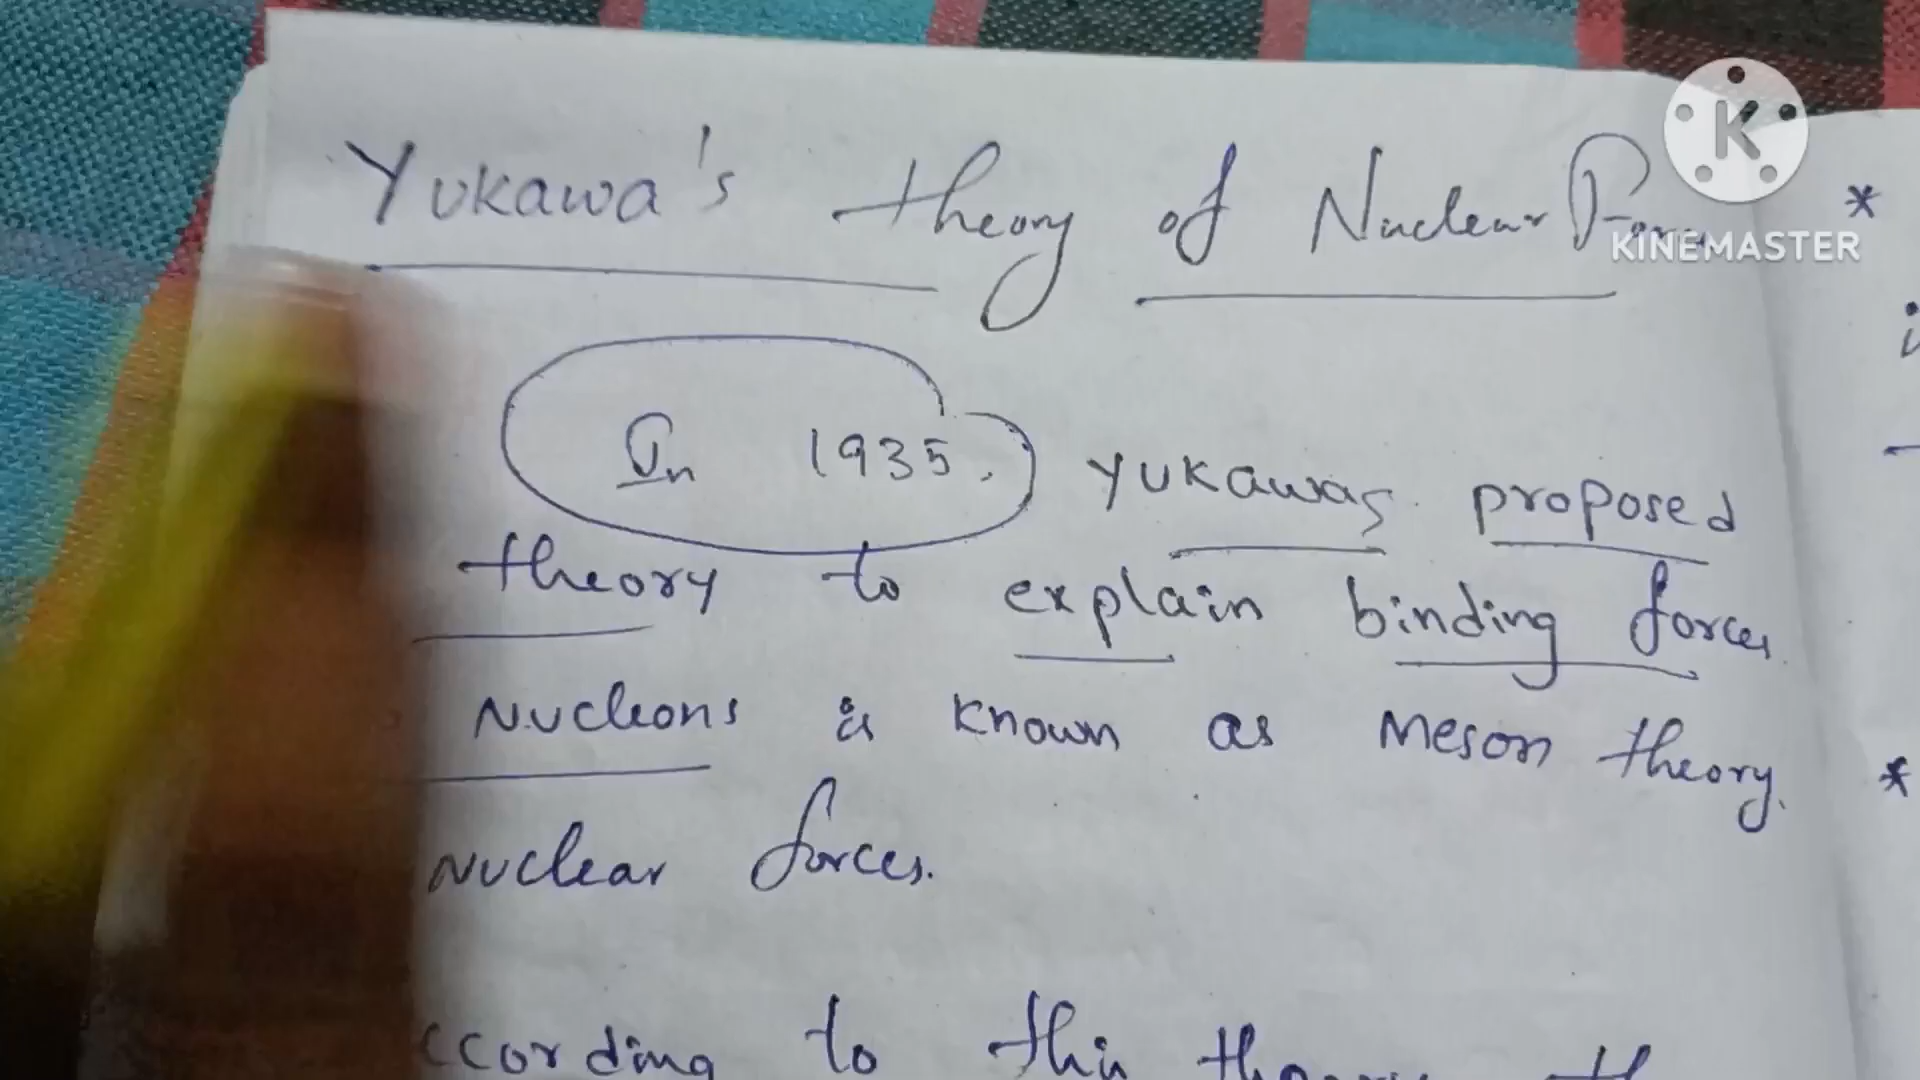 Yukawa's theory of Nuclear
K
KINEMASTER
In 1935, Yukawas proposed
theory to explain binding forces
Nucleons is known as Meson theory.
Nuclear forces.
ccording to this
*
*